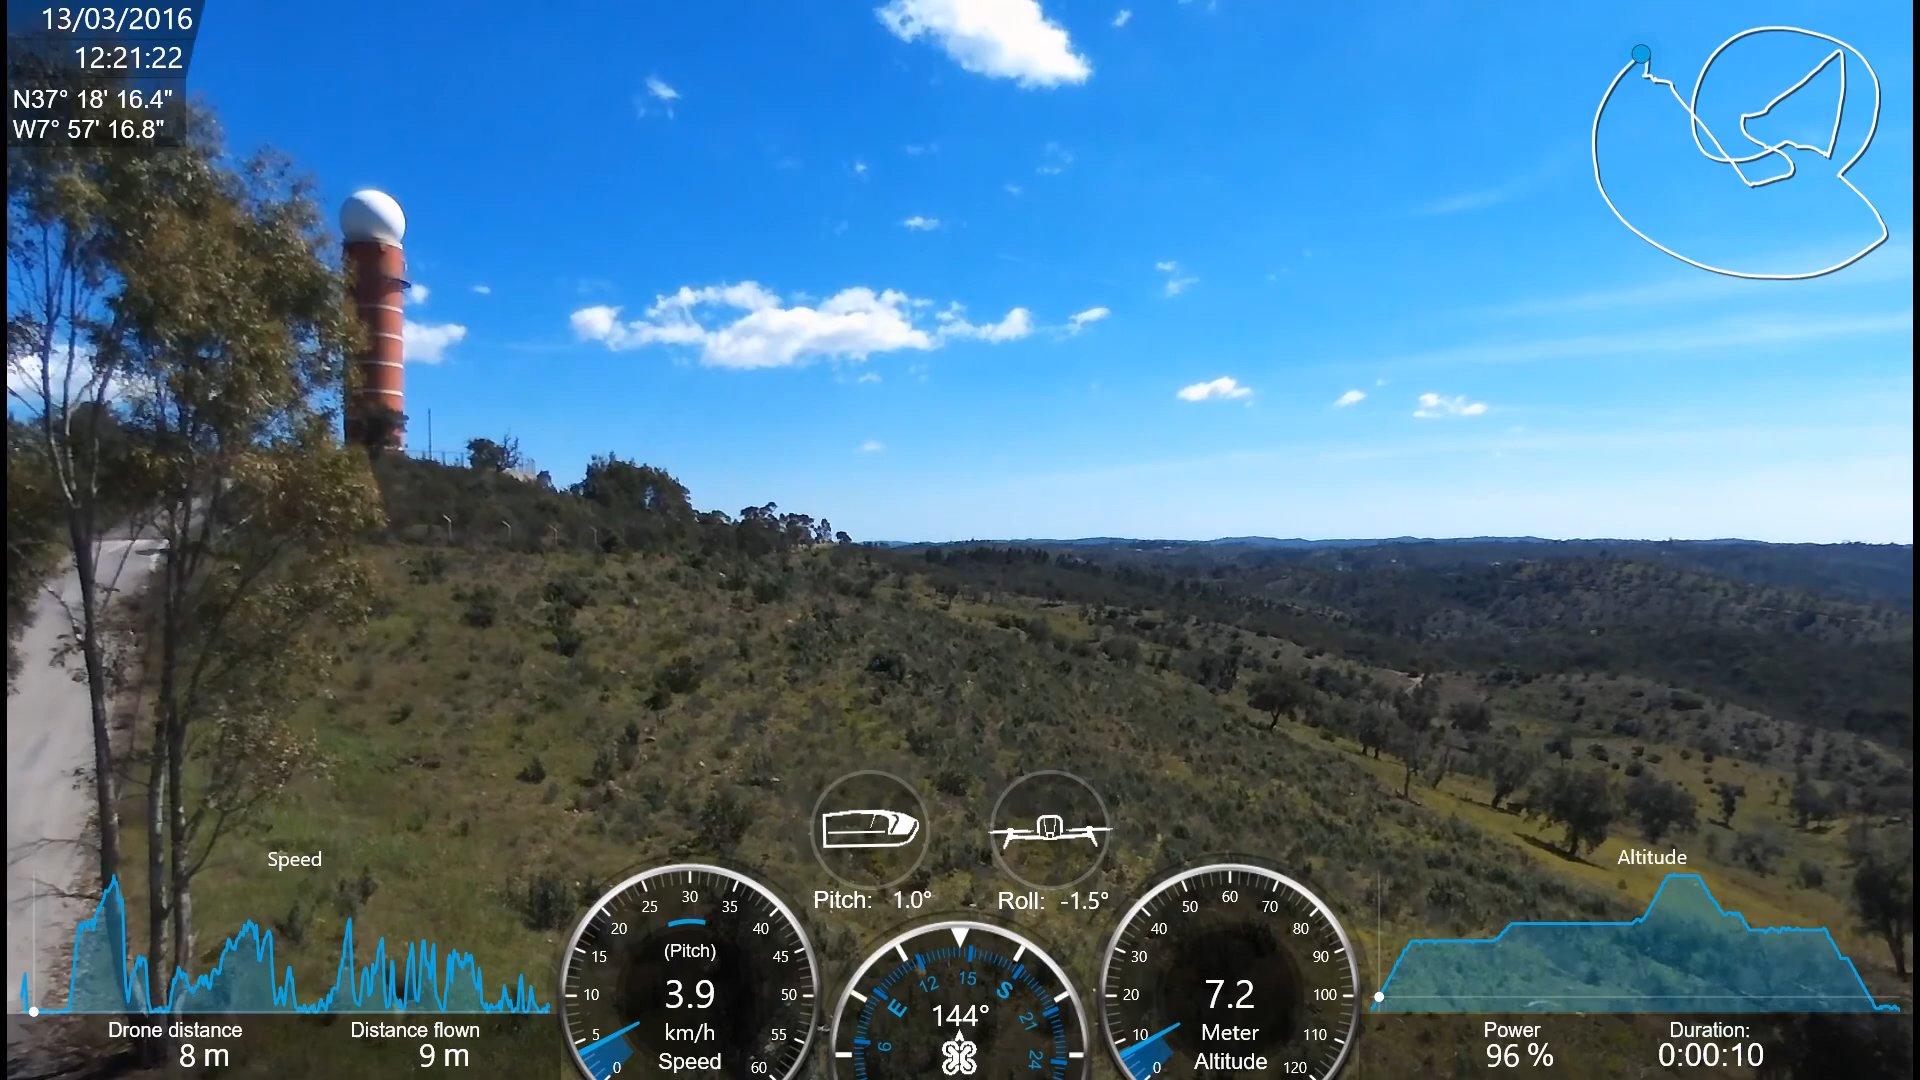 13/03/2016
12:21:22
N37° 18' 16.4"
W7° 57' 16.8"
Speed
Drone distance
8 m
Distance flown
9 m
0
5
10
15
20
25
30
35
40
45
50
55
60
(Pitch)
3.9
km/h
Speed
Pitch: 1.0°
Roll: -1.5°
6
E
12
15
S
21
24
144°
0
10
20
30
40
50
60
70
80
90
100
110
120
7.2
Meter
Altitude
Altitude
Power
96 %
Duration:
0:00:10